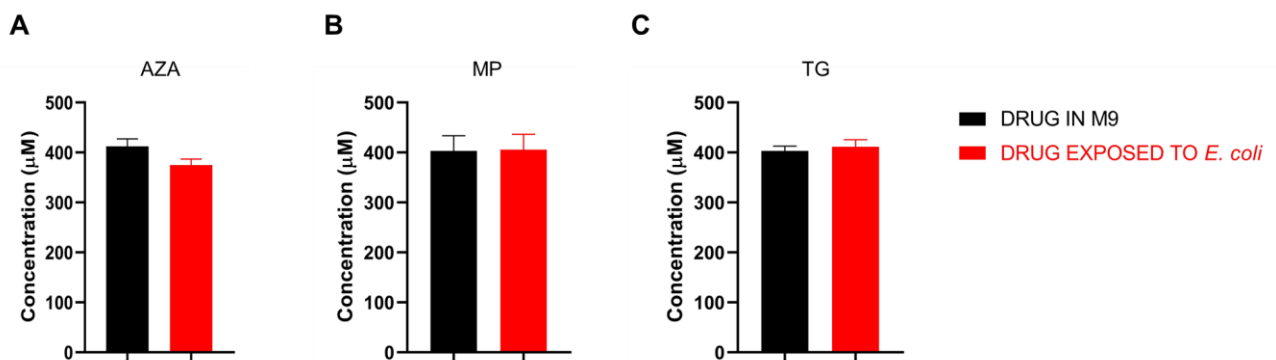 A
AZA
Concentration (μM)
500
400
300
200
100
0
B
MP
Concentration (μM)
500
400
300
200
100
0
C
TG
Concentration (μM)
500
400
300
200
100
0
DRUG IN M9
DRUG EXPOSED TO E. coli